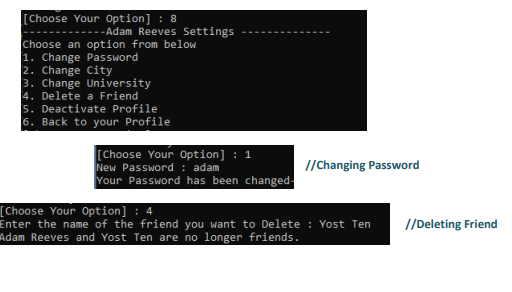 [Choose Your Option] : 8
-------------Adam Reeves Settings --------------
Choose an option from below
1. Change Password
2. Change City
3. Change University
4. Delete a Friend
5. Deactivate Profile
6. Back to your Profile
[Choose Your Option] : 1
New Password : adam
Your Password has been changed-
//Changing Password
[Choose Your Option] : 4
Enter the name of the friend you want to Delete : Yost Ten
Adam Reeves and Yost Ten are no longer friends.
//Deleting Friend